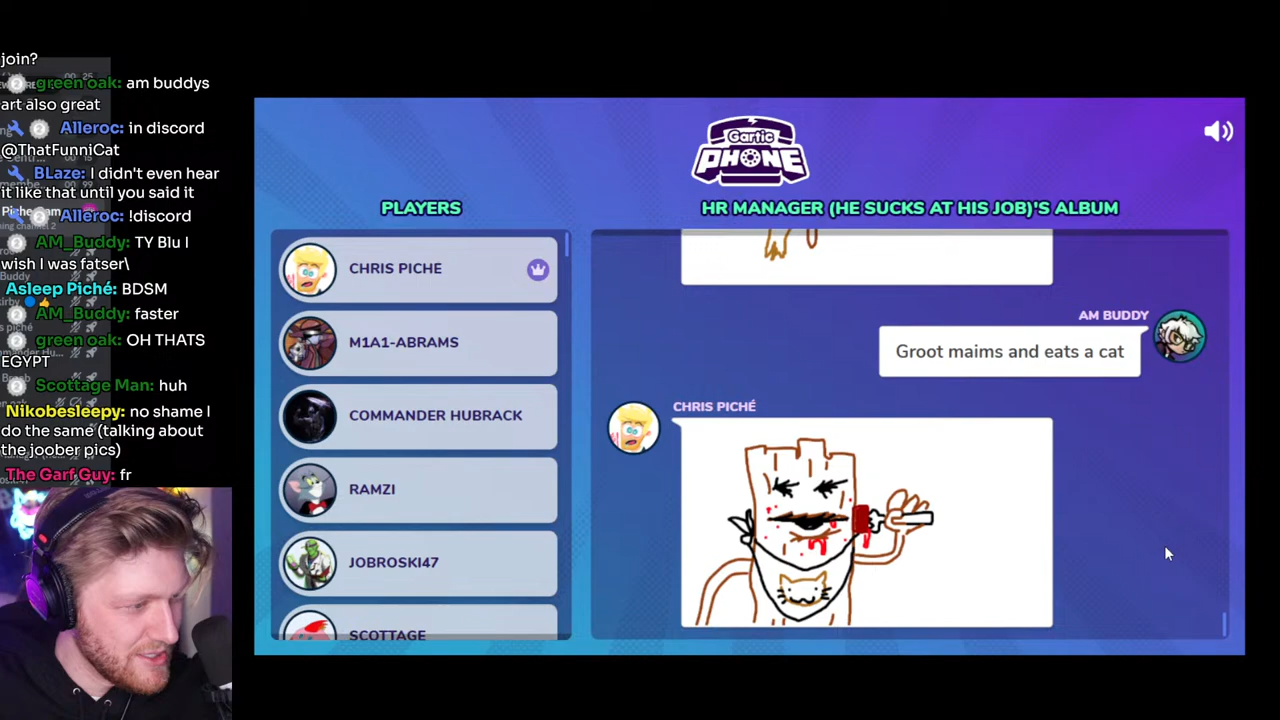 join?
green oak: am buddys
art also great
Alleroc: in discord
@ThatFunniCat
BLaze: I didn't even hear
it like that until you said it
Alleroc: !discord
AM_Buddy: TY Blu I
wish I was fatser\
Asleep Piché: BDSM
AM_Buddy: faster
green oak: OH THATS
EGYPT
Scottage Man: huh
Nikobesleepy: no shame I
do the same (talking about
the joober pics)
The Garf Guy: fr
Gartic
PHONE
PLAYERS
CHRIS PICHE
M1A1-ABRAMS
COMMANDER HUBRACK
RAMZI
JOBROSKI47
SCOTTAGE
HR MANAGER (HE SUCKS AT HIS JOB)'S ALBUM
AM BUDDY
Groot maims and eats a cat
CHRIS PICHÉ